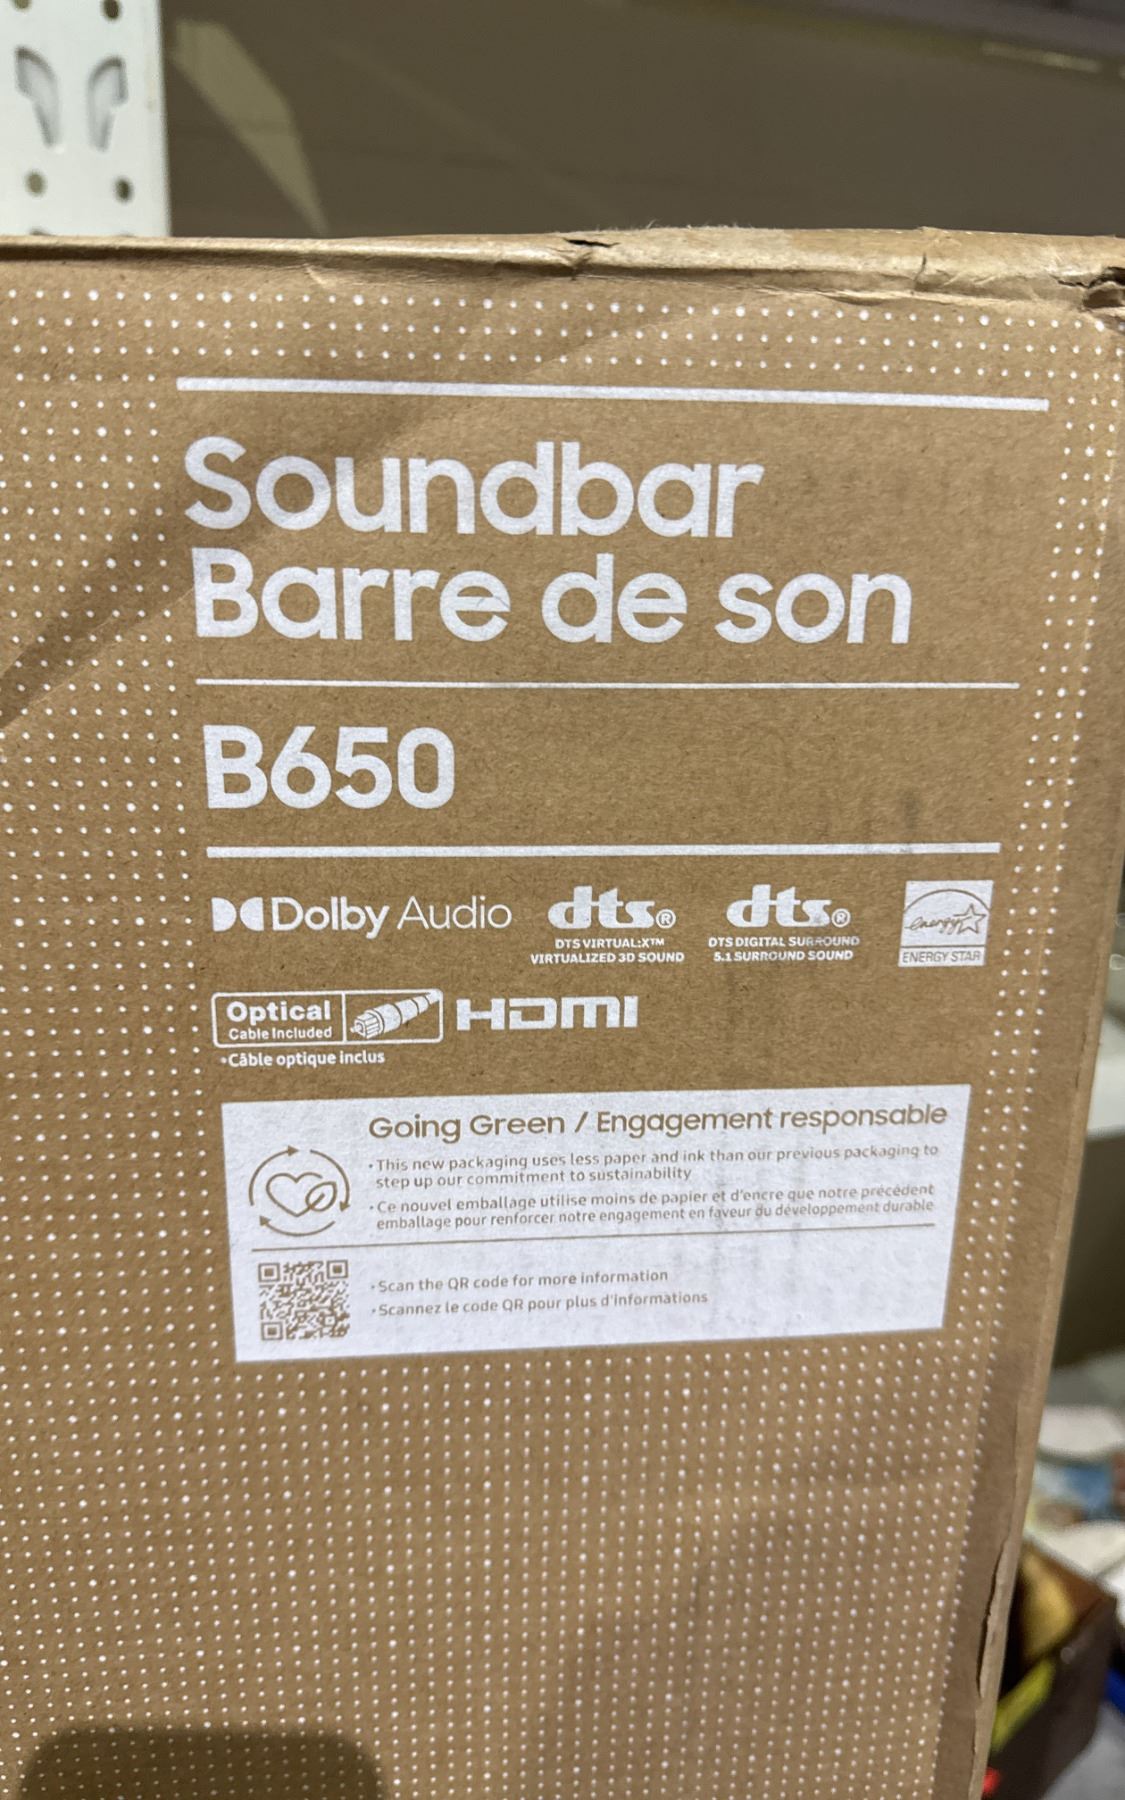 Soundbar
Barre de son
B650
Dolby Audio
dts®
DTS VIRTUAL:X™
VIRTUALIZED 3D SOUND
dts®
DTS DIGITAL SURROUND
5.1 SURROUND SOUND
energy
ENERGY STAR
Optical
Cable Included
HDMI
•Câble optique inclus
Going Green / Engagement responsable
•This new packaging uses less paper and ink than our previous packaging to
step up our commitment to sustainability
•Ce nouvel emballage utilise moins de papier et d'encre que notre précédent
emballage pour renforcer notre engagement en faveur du développement durable
•Scan the QR code for more information
•Scannez le code QR pour plus d'informations